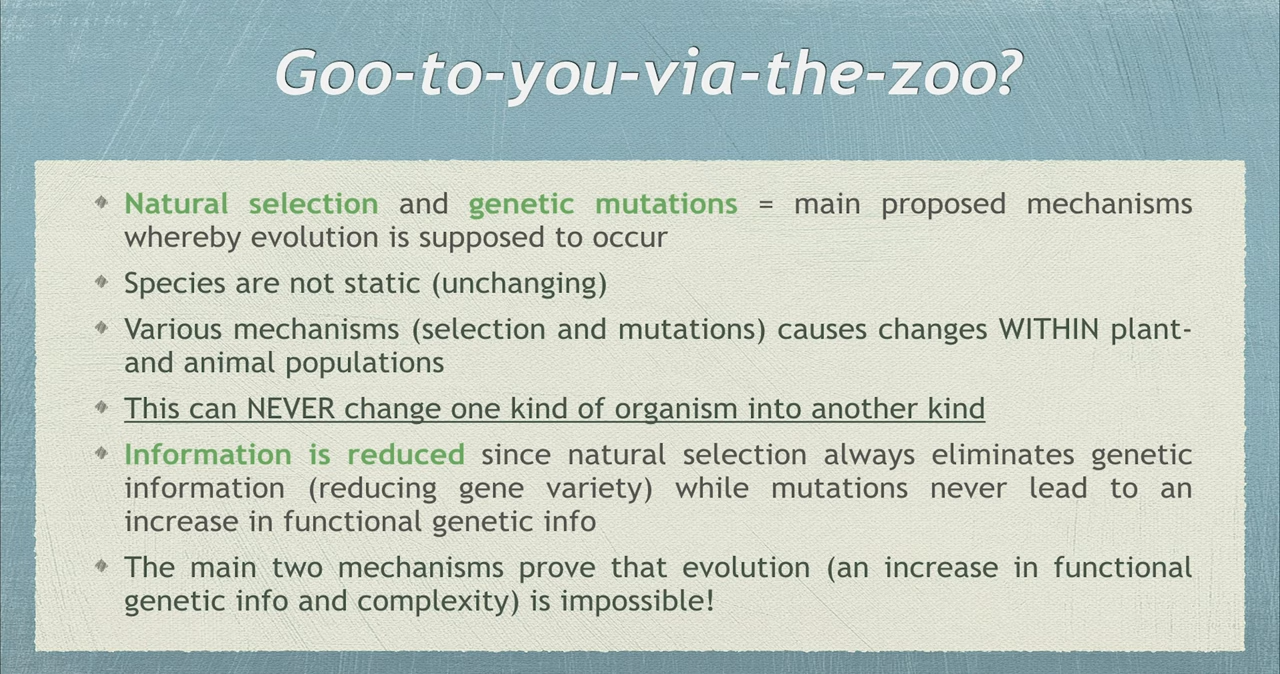 Goo-to-you-via-the-zoo?
Natural selection and genetic mutations = main proposed mechanisms
whereby evolution is supposed to occur
Species are not static (unchanging)
Various mechanisms (selection and mutations) causes changes WITHIN plant-
and animal populations
This can NEVER change one kind of organism into another kind
Information is reduced since natural selection always eliminates genetic
information (reducing gene variety) while mutations never lead to an
increase in functional genetic info
The main two mechanisms prove that evolution (an increase in functional
genetic info and complexity) is impossible!